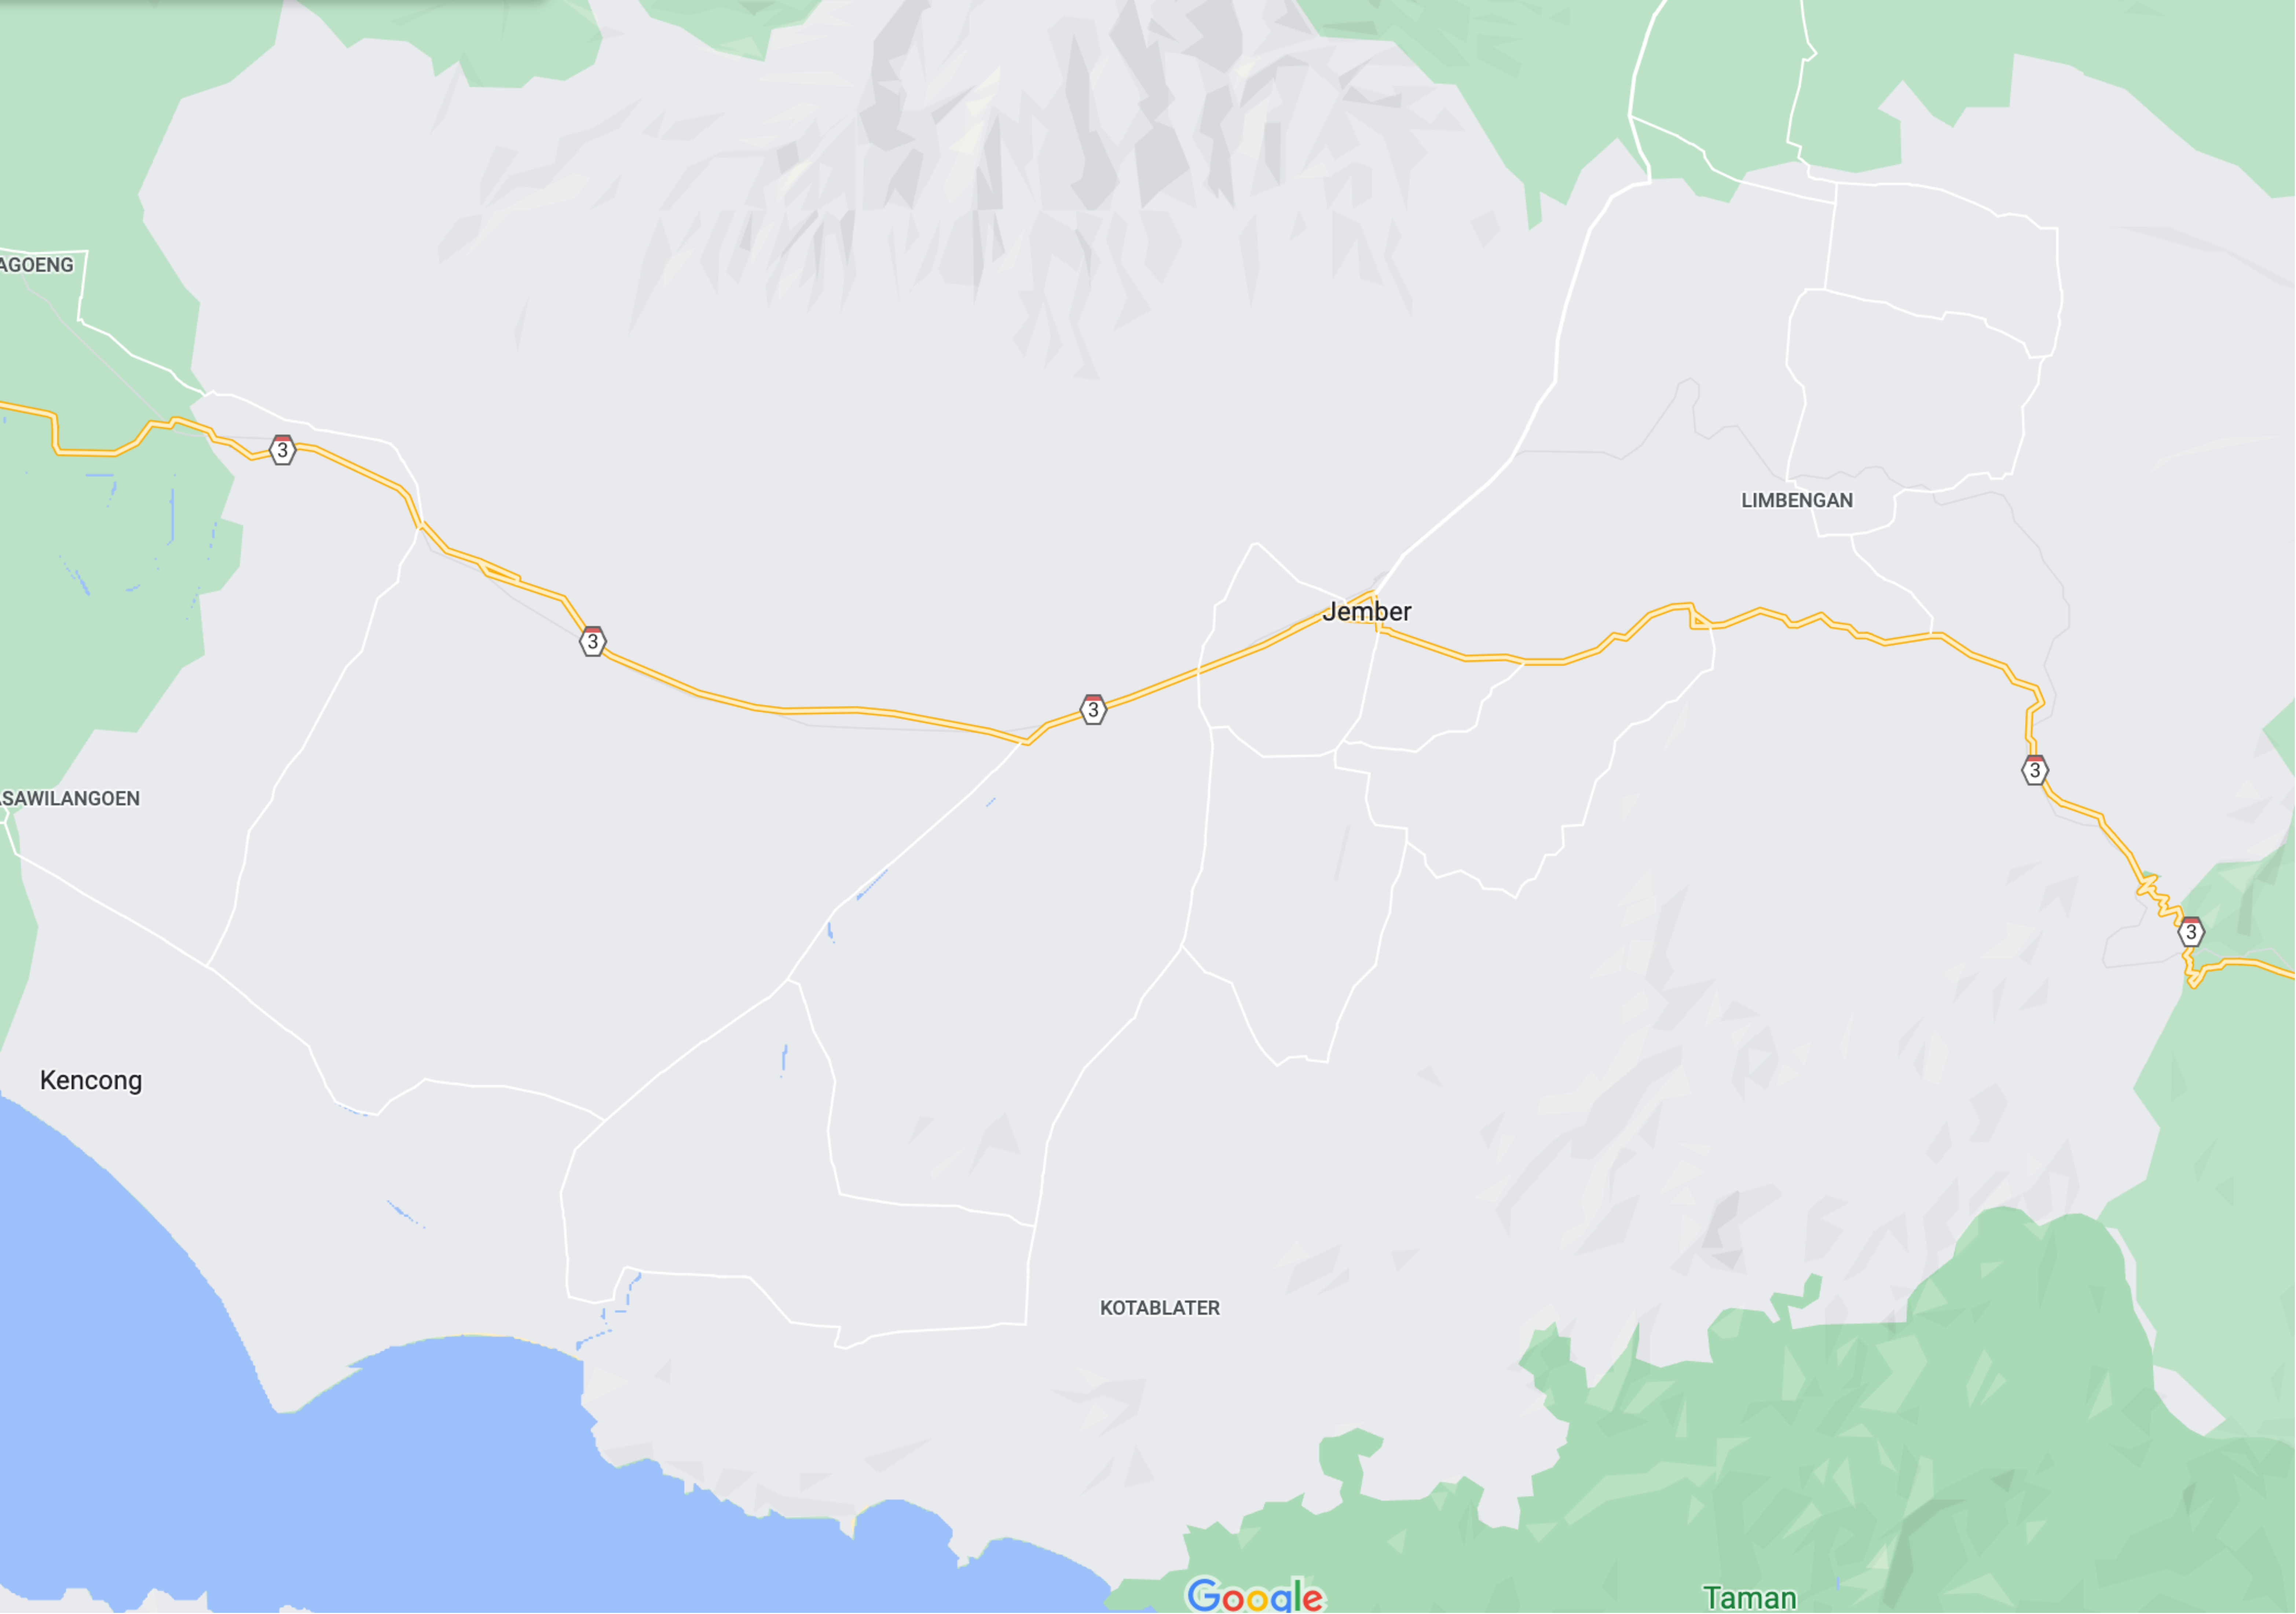 AGOENG
3
LIMBENGAN
Jember
3
3
3
SAWILANGOEN
3
Kencong
KOTABLATER
Google
Taman